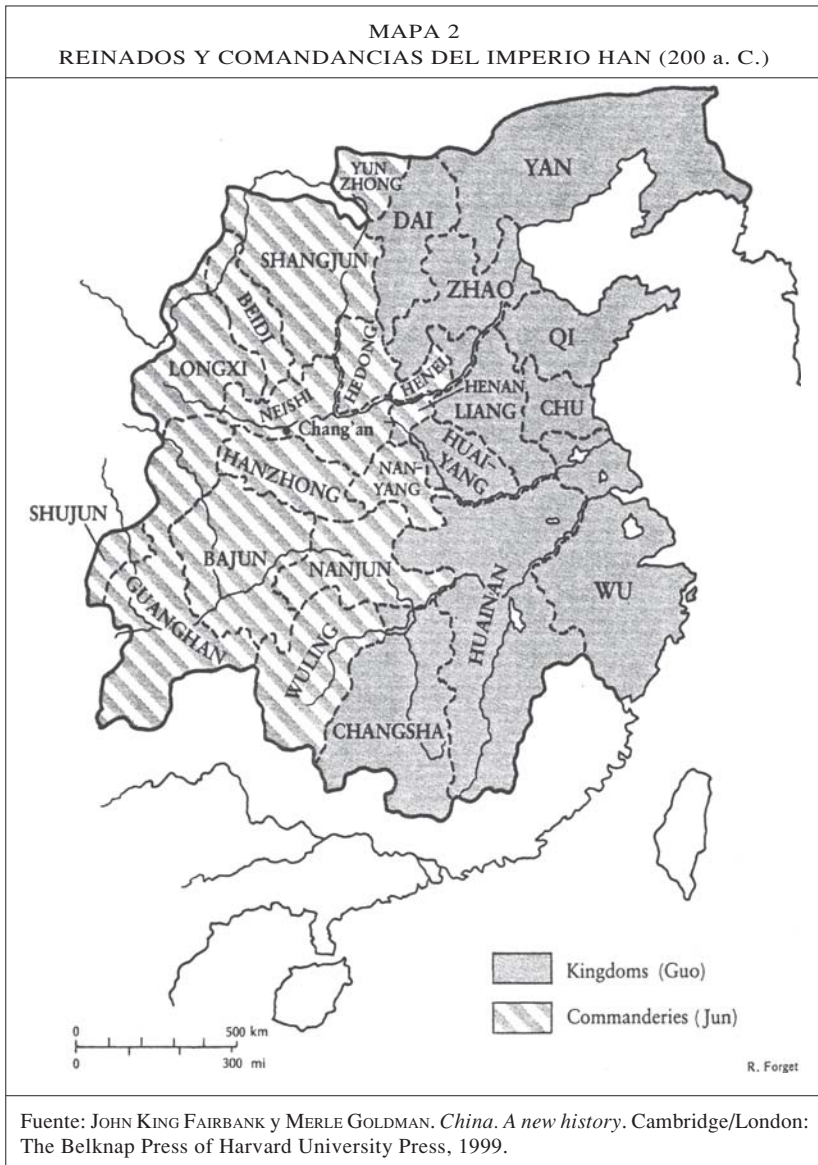 MAPA 2
REINADOS Y COMANDANCIAS DEL IMPERIO HAN (200 a. C.)
YAN
YUN
ZHONG
DAI
SHANGJUN
ZHAO
BEIDI
QI
LONGXI
HEDONG
HENEI
HENAN
NEISHI
LIANG
CHU
Chang'an
HUAI-
YANG
HANZHONG
NAN-
YANG
SHUJUN
BAJUN
NANJUN
WU
GUANGHAN
HUAINAN
WULING
CHANGSHA
Kingdoms (Guo)
Commanderies (Jun)
0 500 km
0 300 mi
R. Forget
Fuente: JOHN KING FAIRBANK y MERLE GOLDMAN. China. A new history. Cambridge/London:
The Belknap Press of Harvard University Press, 1999.